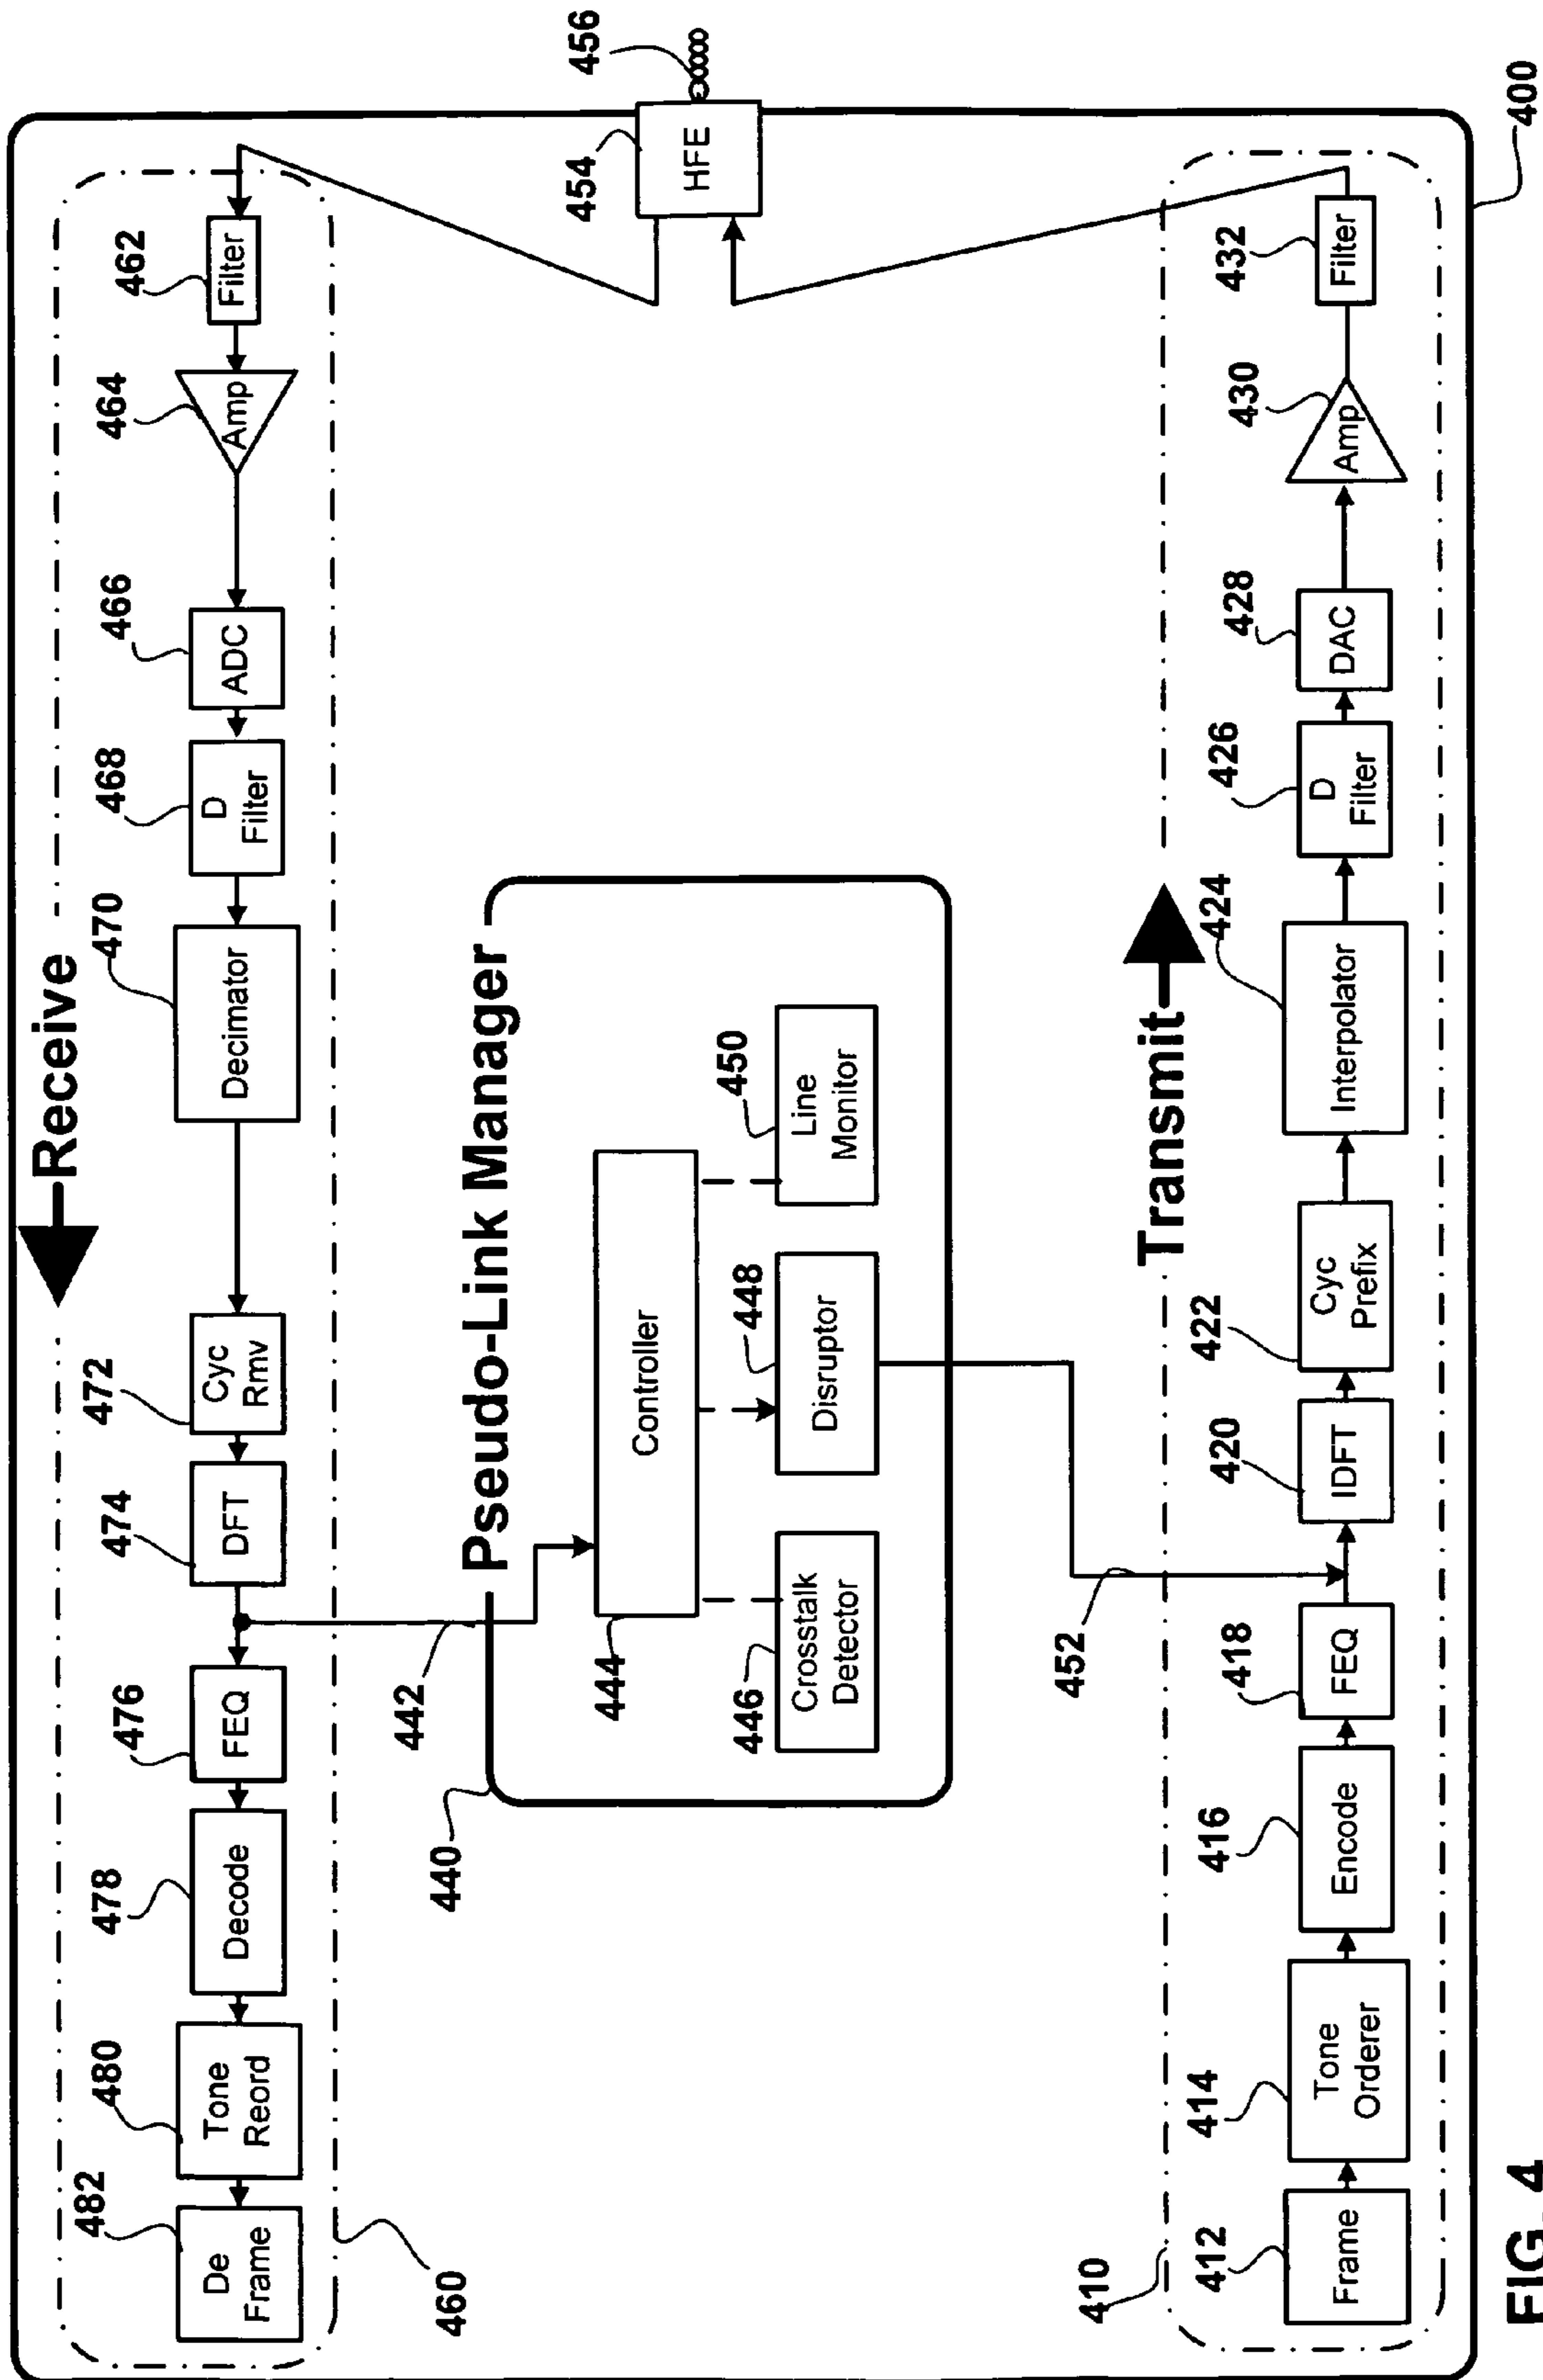 Receive
482
De
Frame
480
Tone
Reord
478
Decode
476
FEQ
474
DFT
472
Cyc
Rmv
470
Decimator
468
D
Filter
466
ADC
464
Amp
462
Filter
460
442
440
Pseudo-Link Manager
444
Controller
446
Crosstalk
Detector
448
Disruptor
450
Line
Monitor
452
454
HFE
456
Transmit
410
412
Frame
414
Tone
Orderer
416
Encode
418
FEQ
420
IDFT
422
Cyc
Prefix
424
Interpolator
426
D
Filter
428
DAC
430
Amp
432
Filter
400
FIG. 4